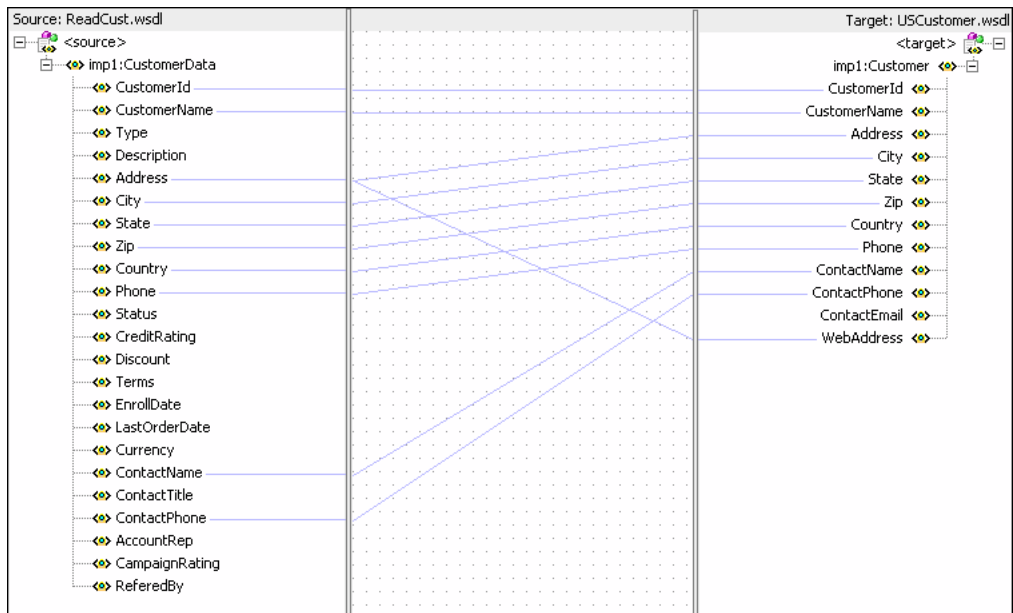 Source: ReadCust.wsdl
<source>
imp1:CustomerData
CustomerId
CustomerName
Type
Description
Address
City
State
Zip
Country
Phone
Status
CreditRating
Discount
Terms
EnrollDate
LastOrderDate
Currency
ContactName
ContactTitle
ContactPhone
AccountRep
CampaignRating
ReferedBy
Target: USCustomer.wsdl
<target>
imp1:Customer
CustomerId
CustomerName
Address
City
State
Zip
Country
Phone
ContactName
ContactPhone
ContactEmail
WebAddress